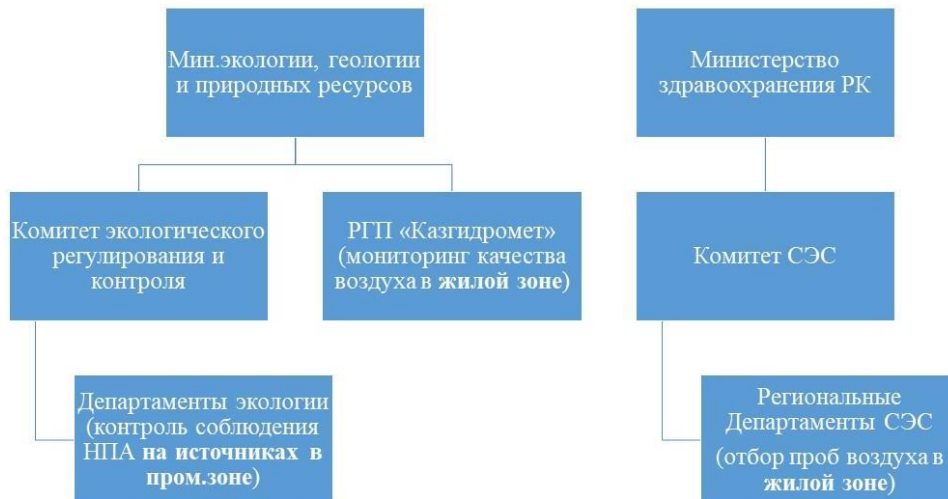 Мин.экологии, геологии
и природных ресурсов
Министерство
здравоохранения РК
Комитет экологического
регулирования и
контроля
РГП «Казгидромет»
(мониторинг качества
воздуха в жилой зоне)
Комитет СЭС
Департаменты экологии
(контроль соблюдения
НПА на источниках в
пром.зоне)
Региональные
Департаменты СЭС
(отбор проб воздуха в
жилой зоне)